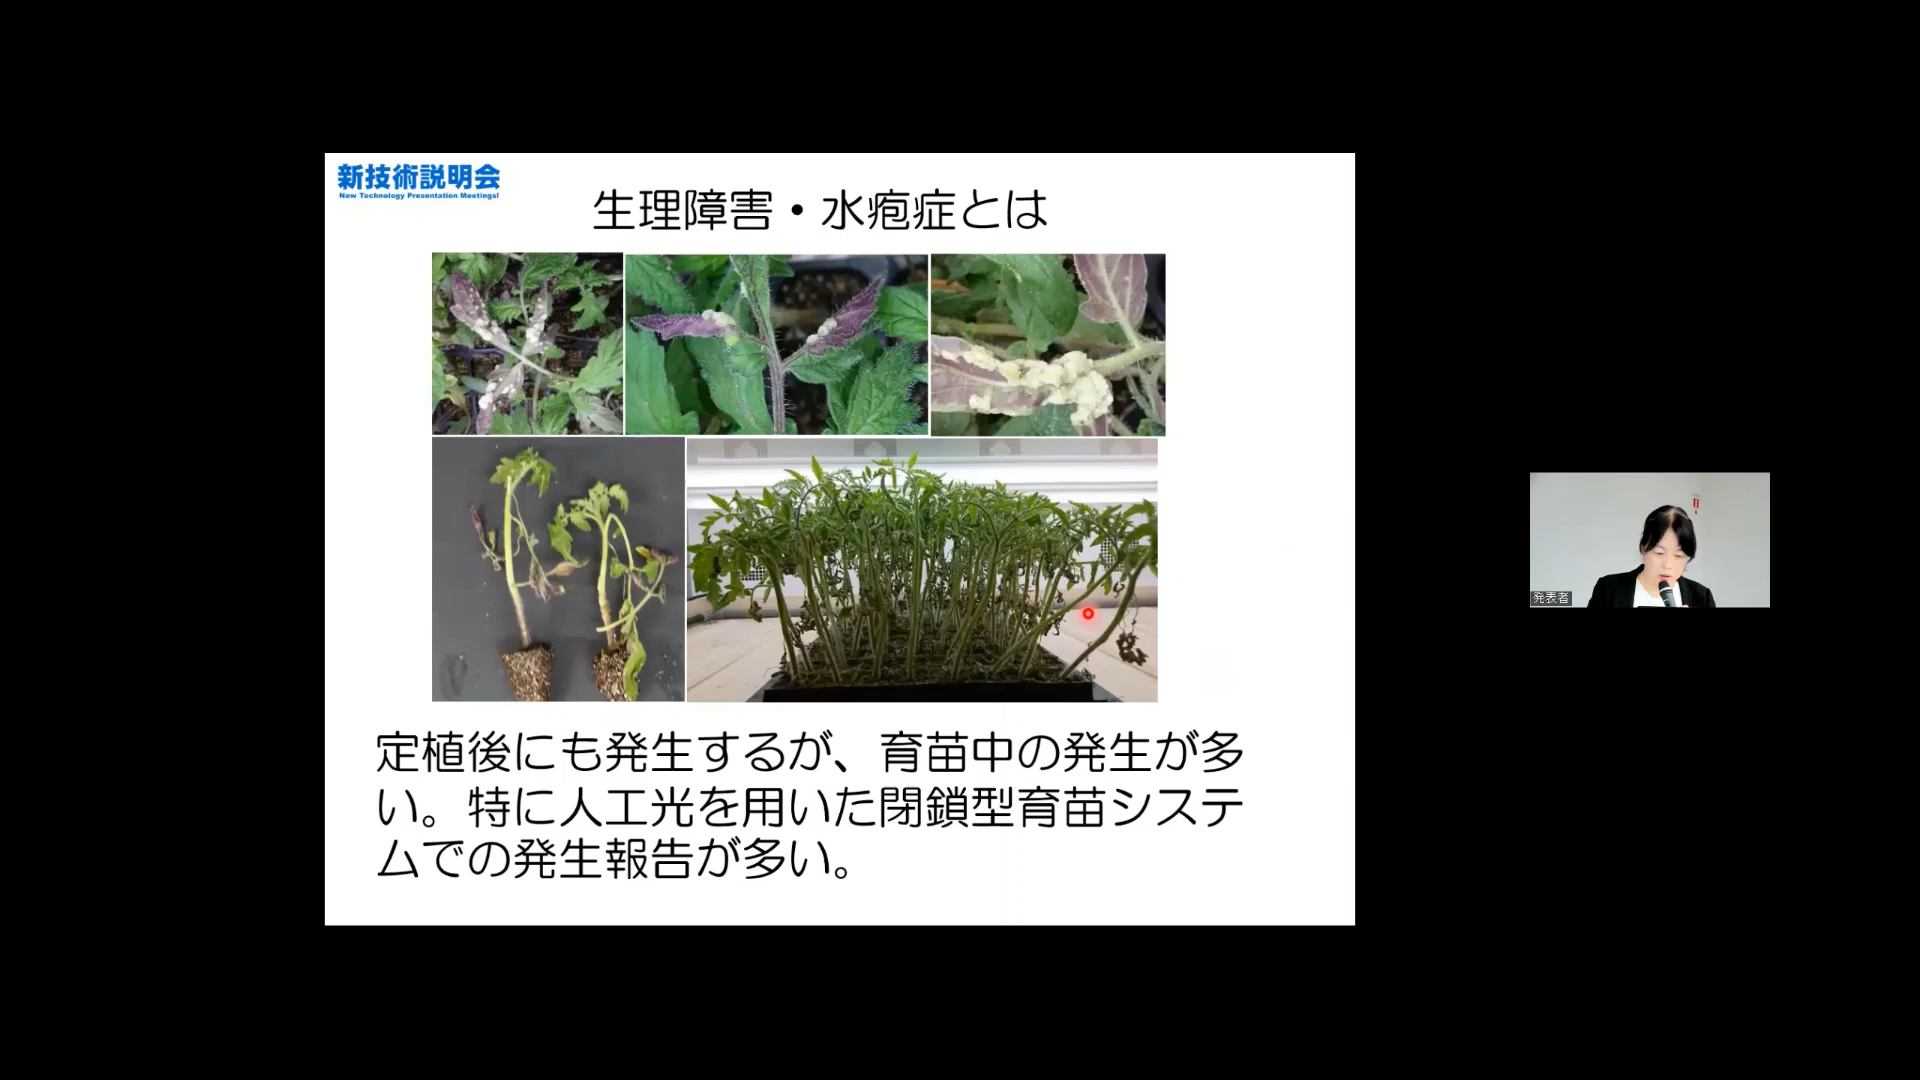 新技術説明会
New Technology Presentation Meetings!
生理障害・水疱症とは
定植後にも発生するが、育苗中の発生が多
い。特に人工光を用いた閉鎖型育苗システ
ムでの発生報告が多い。
発表者